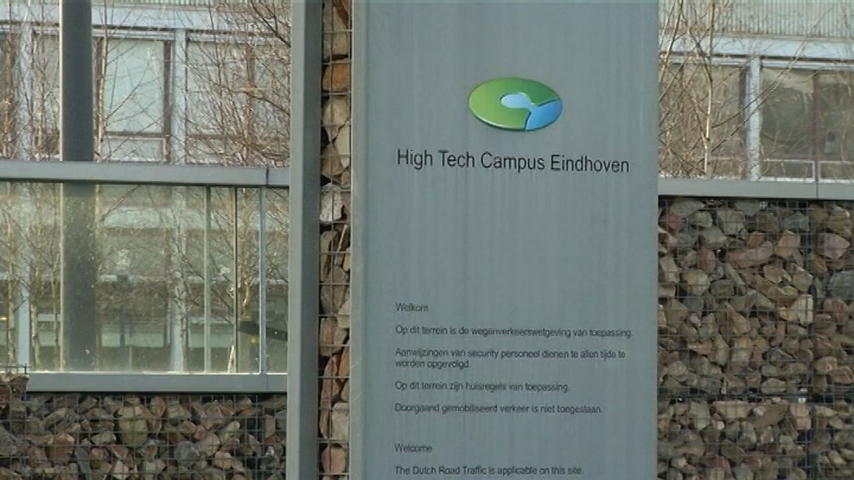 High Tech Campus Eindhoven
Welkom
Op dit terrein is de wegenverkeerswetgeving van toepassing.
Aanwijzingen van security personeel dienen te allen tijde te
worden opgevolgd.
Op dit terrein zijn huisregels van toepassing.
Doorgaand gemobiliseerd verkeer is niet toegestaan.
Welcome
The Dutch Road Traffic is applicable on this site.